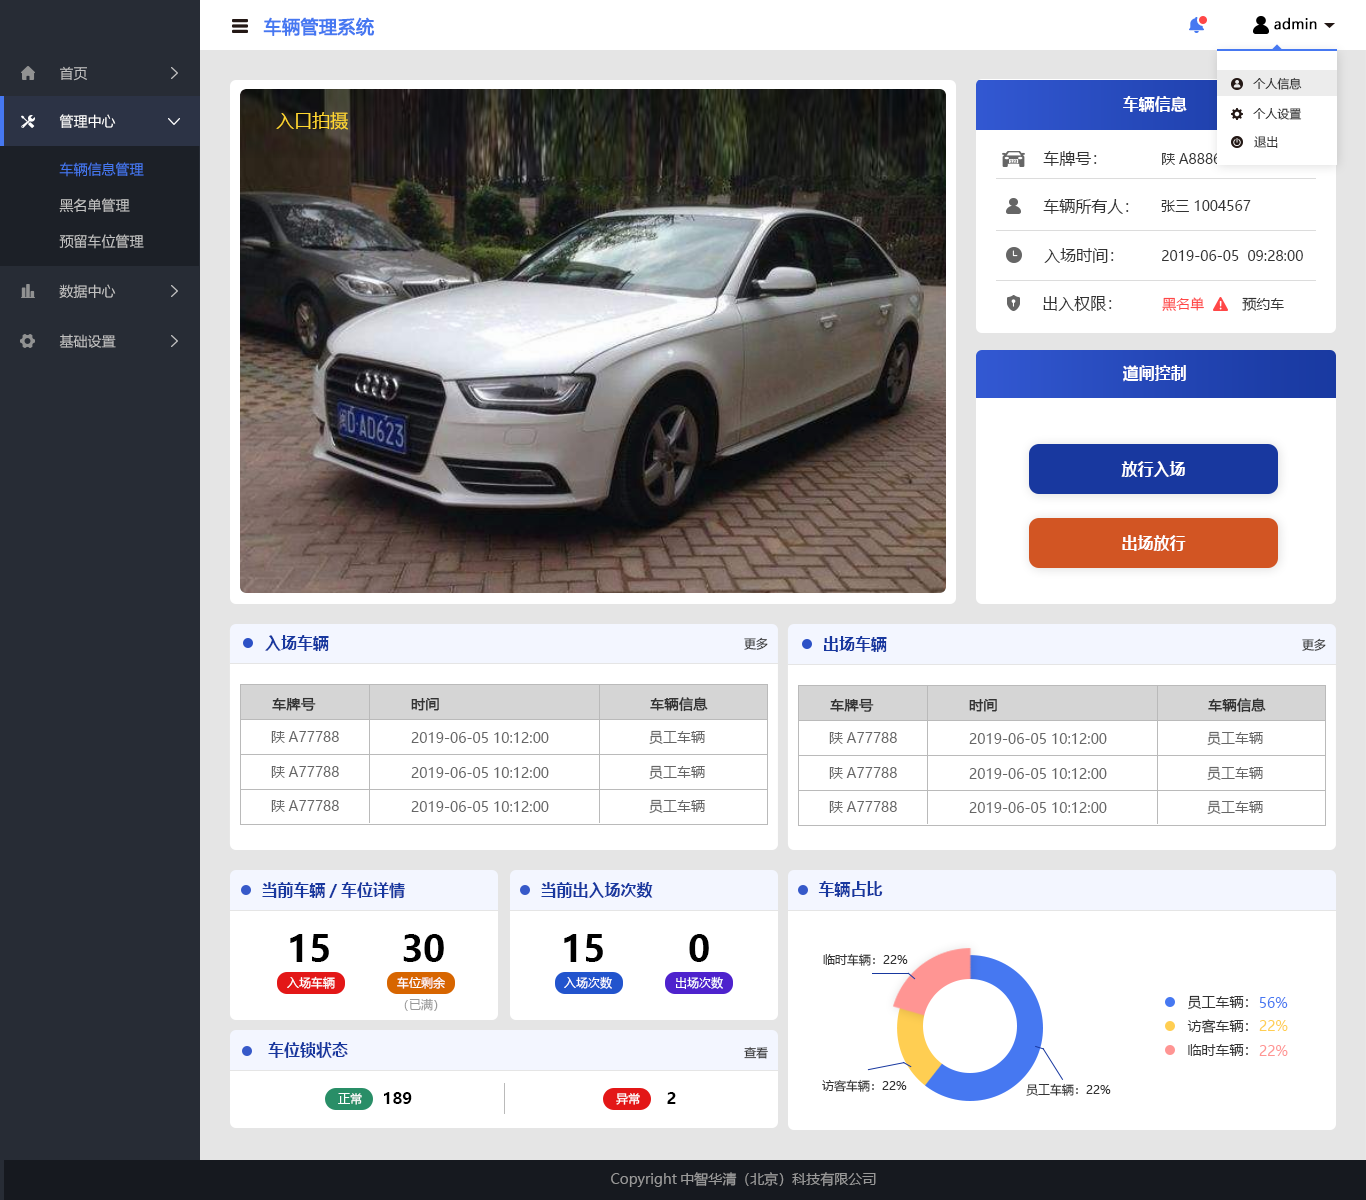 车辆管理系统
admin
首页
管理中心
车辆信息管理
黑名单管理
预留车位管理
数据中心
基础设置
个人信息
个人设置
退出
入口拍摄
D·AD623
车辆信息
车牌号：
陕 A8886
车辆所有人：
张三 1004567
入场时间：
2019-06-05 09:28:00
出入权限：
黑名单 预约车
道闸控制
放行入场
出场放行
入场车辆 更多
车牌号 时间 车辆信息
陕 A77788 2019-06-05 10:12:00 员工车辆
陕 A77788 2019-06-05 10:12:00 员工车辆
陕 A77788 2019-06-05 10:12:00 员工车辆
出场车辆 更多
车牌号 时间 车辆信息
陕 A77788 2019-06-05 10:12:00 员工车辆
陕 A77788 2019-06-05 10:12:00 员工车辆
陕 A77788 2019-06-05 10:12:00 员工车辆
当前车辆 / 车位详情
15 30
入场车辆 车位剩余
（已满）
当前出入场次数
15 0
入场次数 出场次数
车位锁状态 查看
正常 189 异常 2
车辆占比
临时车辆：22%
访客车辆：22%
员工车辆：22%
员工车辆：56%
访客车辆：22%
临时车辆：22%
Copyright 中智华清（北京）科技有限公司